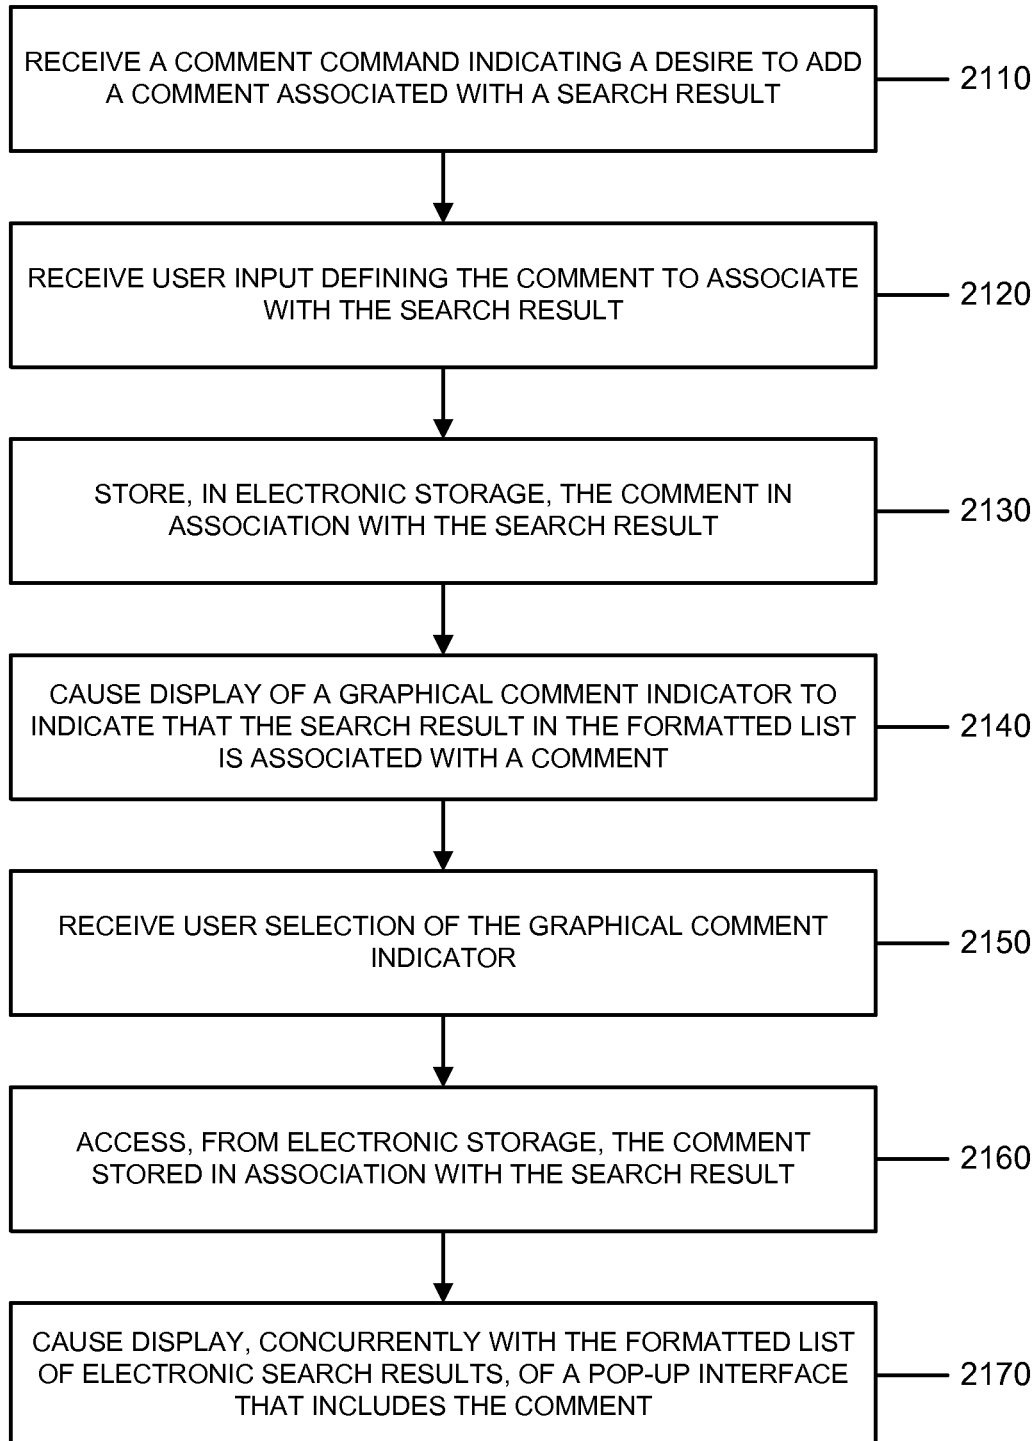 RECEIVE A COMMENT COMMAND INDICATING A DESIRE TO ADD
A COMMENT ASSOCIATED WITH A SEARCH RESULT
2110
RECEIVE USER INPUT DEFINING THE COMMENT TO ASSOCIATE
WITH THE SEARCH RESULT
2120
STORE, IN ELECTRONIC STORAGE, THE COMMENT IN
ASSOCIATION WITH THE SEARCH RESULT
2130
CAUSE DISPLAY OF A GRAPHICAL COMMENT INDICATOR TO
INDICATE THAT THE SEARCH RESULT IN THE FORMATTED LIST
IS ASSOCIATED WITH A COMMENT
2140
RECEIVE USER SELECTION OF THE GRAPHICAL COMMENT
INDICATOR
2150
ACCESS, FROM ELECTRONIC STORAGE, THE COMMENT
STORED IN ASSOCIATION WITH THE SEARCH RESULT
2160
CAUSE DISPLAY, CONCURRENTLY WITH THE FORMATTED LIST
OF ELECTRONIC SEARCH RESULTS, OF A POP-UP INTERFACE
THAT INCLUDES THE COMMENT
2170